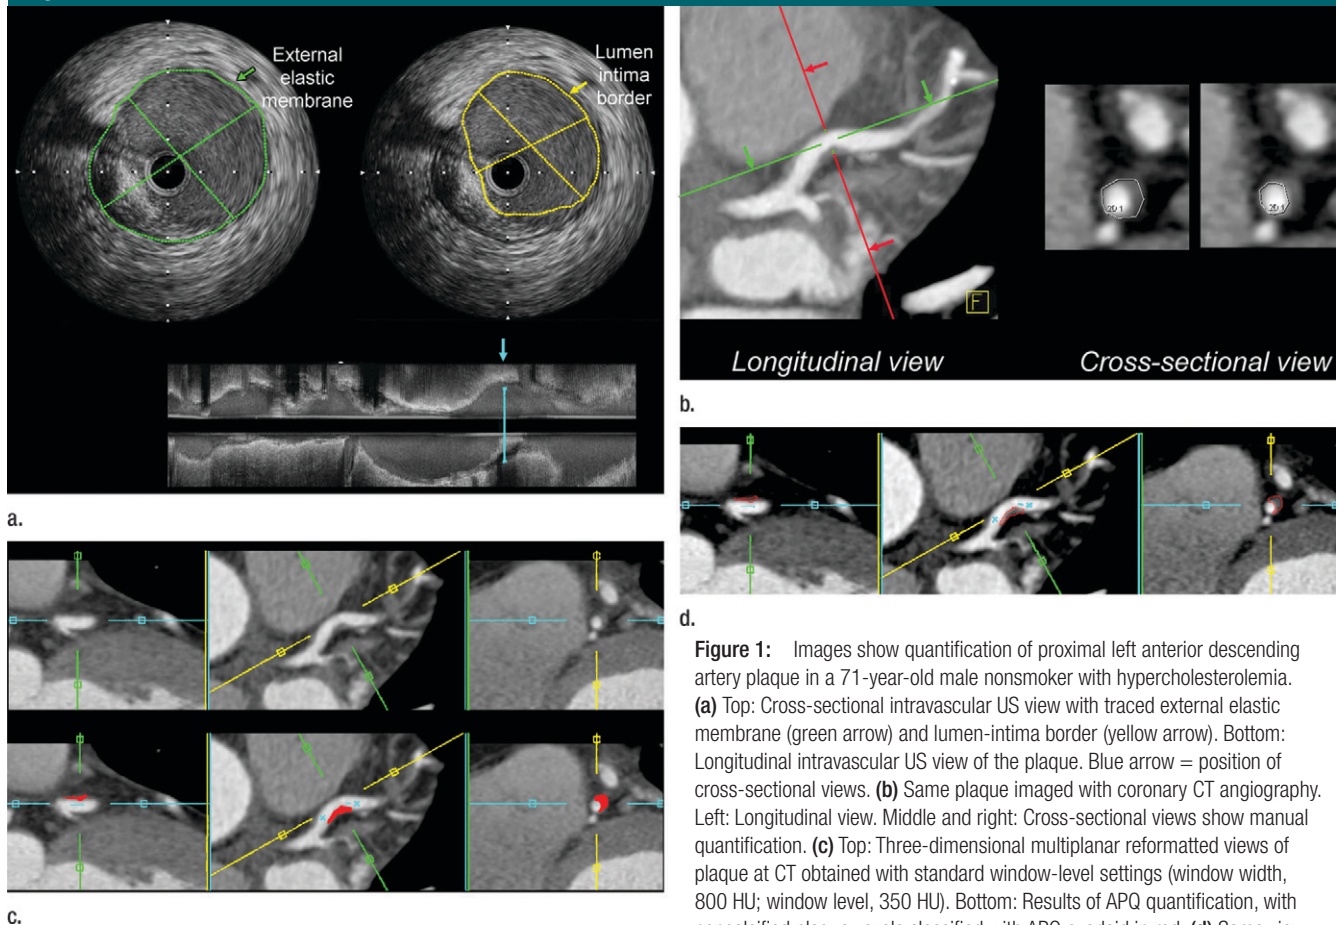 External
elastic
membrane
Lumen
intima
border
a.
2D 1
2D 1
F
Longitudinal view
Cross-sectional view
b.
c.
d.
Figure 1: Images show quantification of proximal left anterior descending
artery plaque in a 71-year-old male nonsmoker with hypercholesterolemia.
(a) Top: Cross-sectional intravascular US view with traced external elastic
membrane (green arrow) and lumen-intima border (yellow arrow). Bottom:
Longitudinal intravascular US view of the plaque. Blue arrow = position of
cross-sectional views. (b) Same plaque imaged with coronary CT angiography.
Left: Longitudinal view. Middle and right: Cross-sectional views show manual
quantification. (c) Top: Three-dimensional multiplanar reformatted views of
plaque at CT obtained with standard window-level settings (window width,
800 HU; window level, 350 HU). Bottom: Results of APQ quantification, with